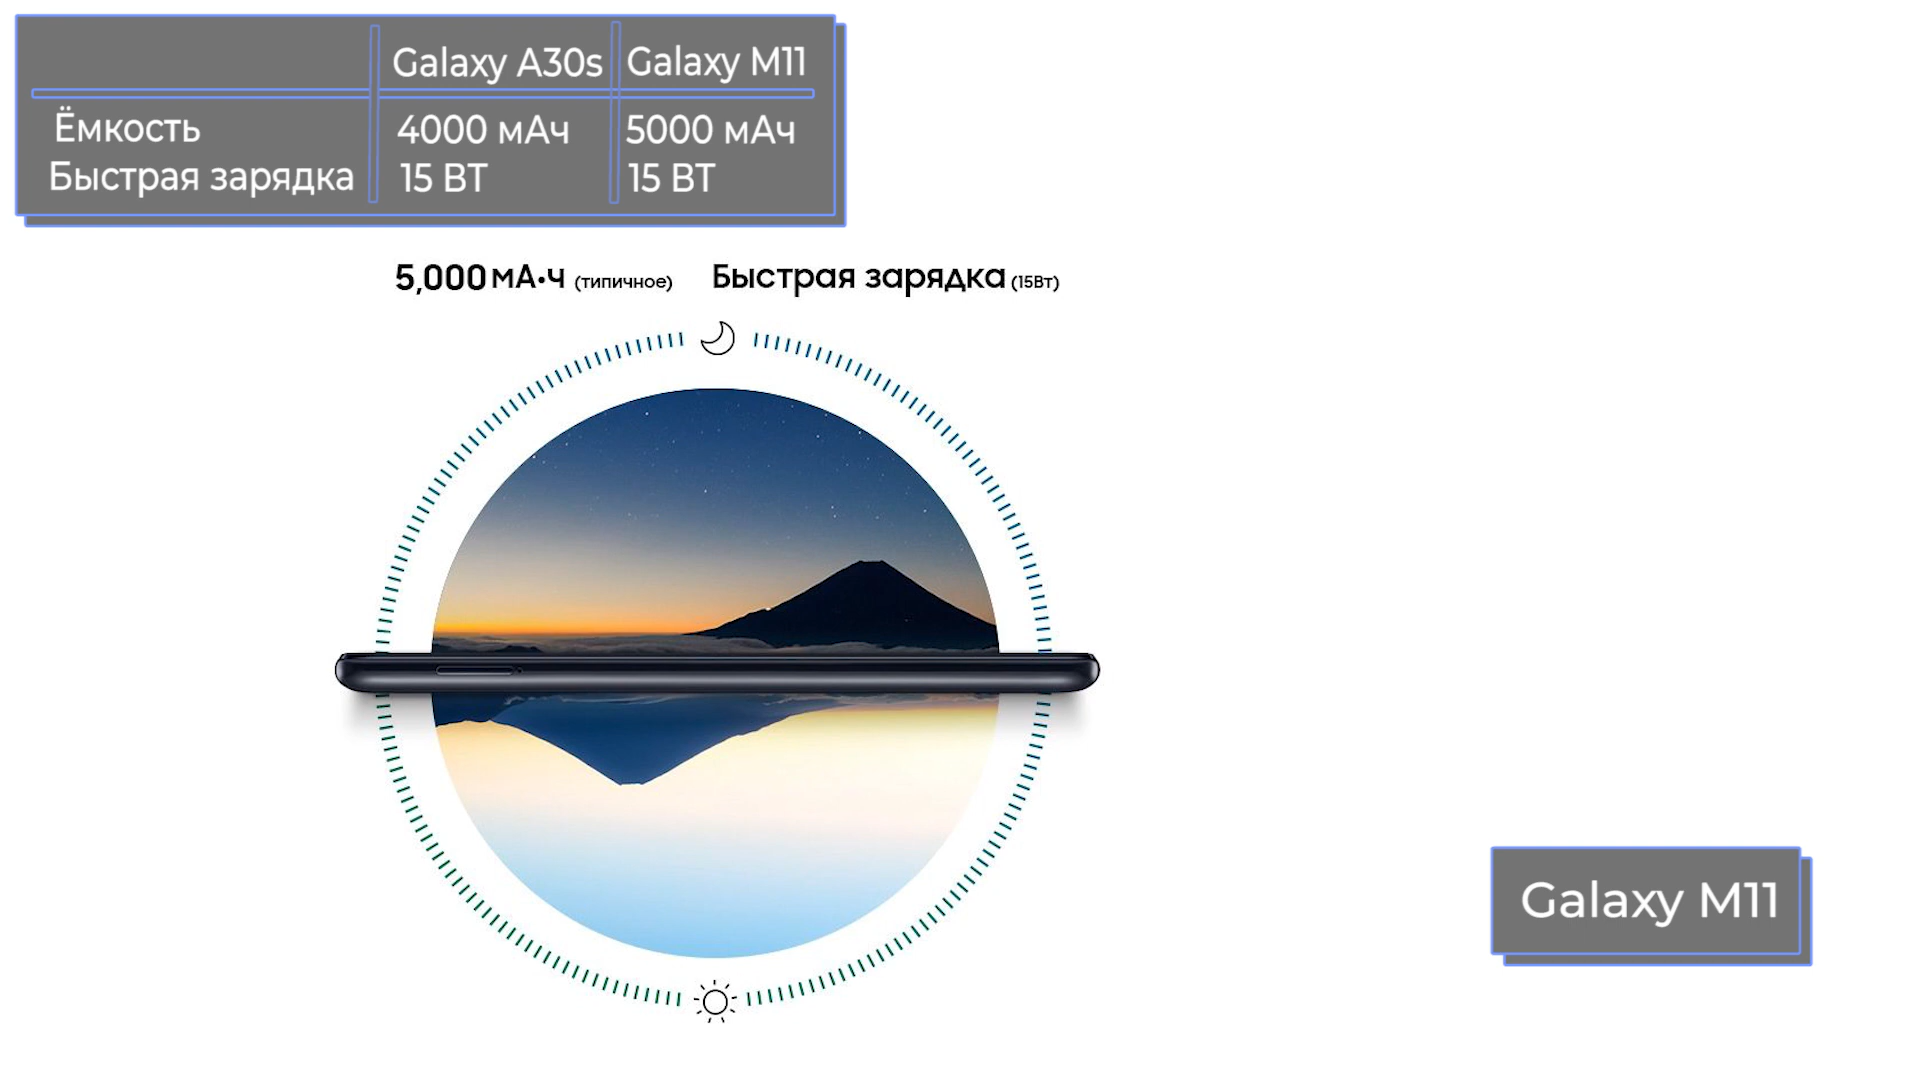 Galaxy A30s Galaxy M11
Ёмкость 4000 мАч 5000 мАч
Быстрая зарядка 15 ВТ 15 ВТ
5,000 мА•ч (типичное) Быстрая зарядка (15Вт)
Galaxy M11